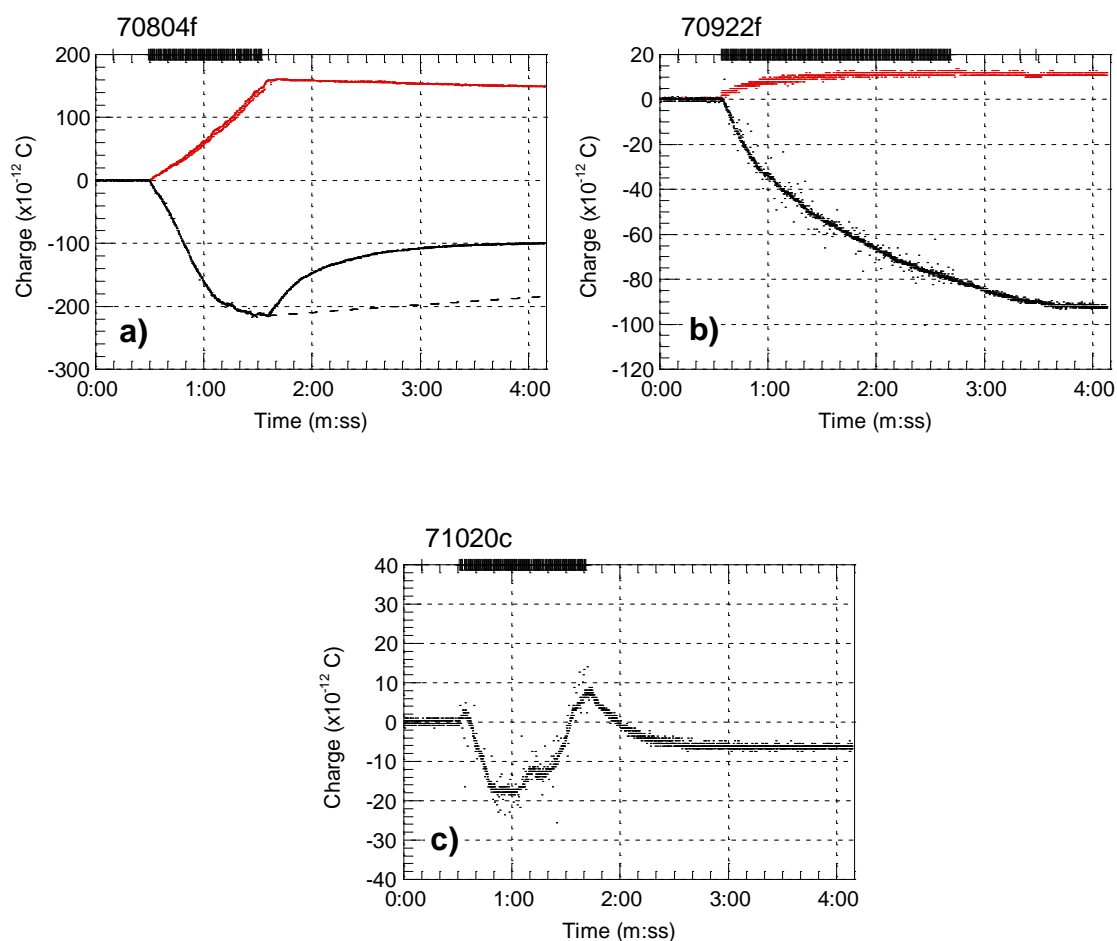 70804f
200
100
0
-100
-200
-300
Charge (x10⁻¹² C)
a)
0:00 1:00 2:00 3:00 4:00
Time (m:ss)
70922f
20
0
-20
-40
-60
-80
-100
-120
Charge (x10⁻¹² C)
b)
0:00 1:00 2:00 3:00 4:00
Time (m:ss)
71020c
40
30
20
10
0
-10
-20
-30
-40
Charge (x10⁻¹² C)
c)
0:00 1:00 2:00 3:00 4:00
Time (m:ss)